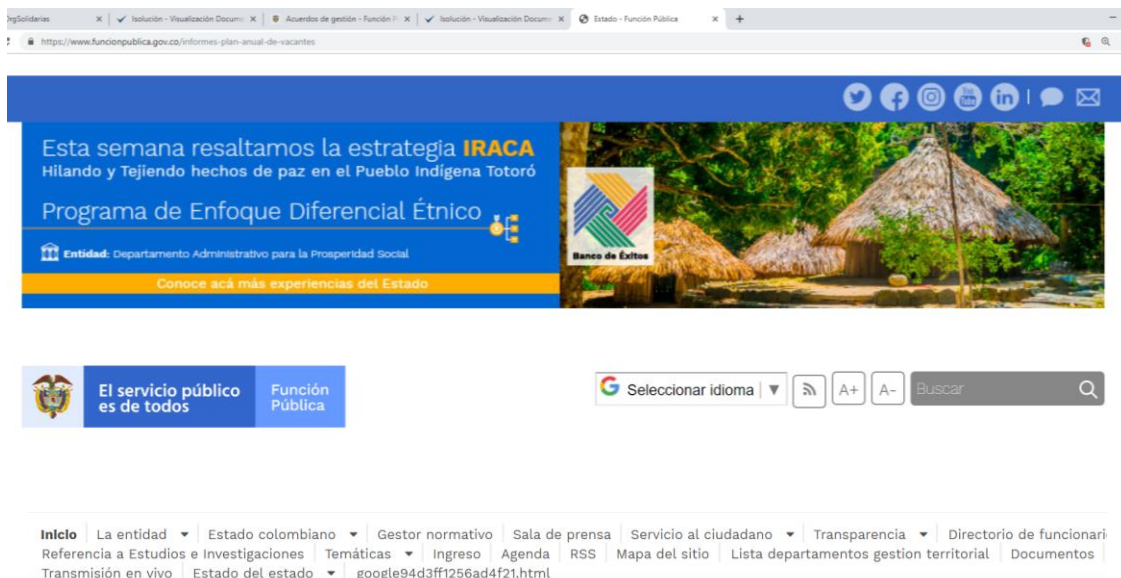 OrgSolidarias
Isolución - Visualización Docume
Acuerdos de gestión - Función P
Isolución - Visualización Docume
Estado - Función Pública
https://www.funcionpublica.gov.co/informes-plan-anual-de-vacantes
Esta semana resaltamos la estrategia IRACA
Hilando y Tejiendo hechos de paz en el Pueblo Indígena Totoró
Programa de Enfoque Diferencial Étnico
Entidad: Departamento Administrativo para la Prosperidad Social
Conoce acá más experiencias del Estado
Banco de Éxitos
El servicio público
es de todos
Función
Pública
Seleccionar idioma
A+
A-
Buscar
Inicio La entidad Estado colombiano Gestor normativo Sala de prensa Servicio al ciudadano Transparencia Directorio de funcionari
Referencia a Estudios e Investigaciones Temáticas Ingreso Agenda RSS Mapa del sitio Lista departamentos gestion territorial Documentos
Transmisión en vivo Estado del estado google94d3ff1256ad4f21.html